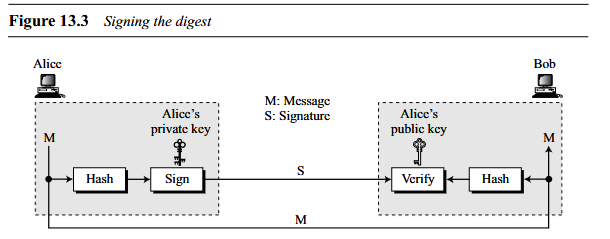 Figure 13.3 Signing the digest
Alice
Bob
M: Message
S: Signature
Alice's
private key
Alice's
public key
M
M
Hash
Sign
S
Verify
Hash
M